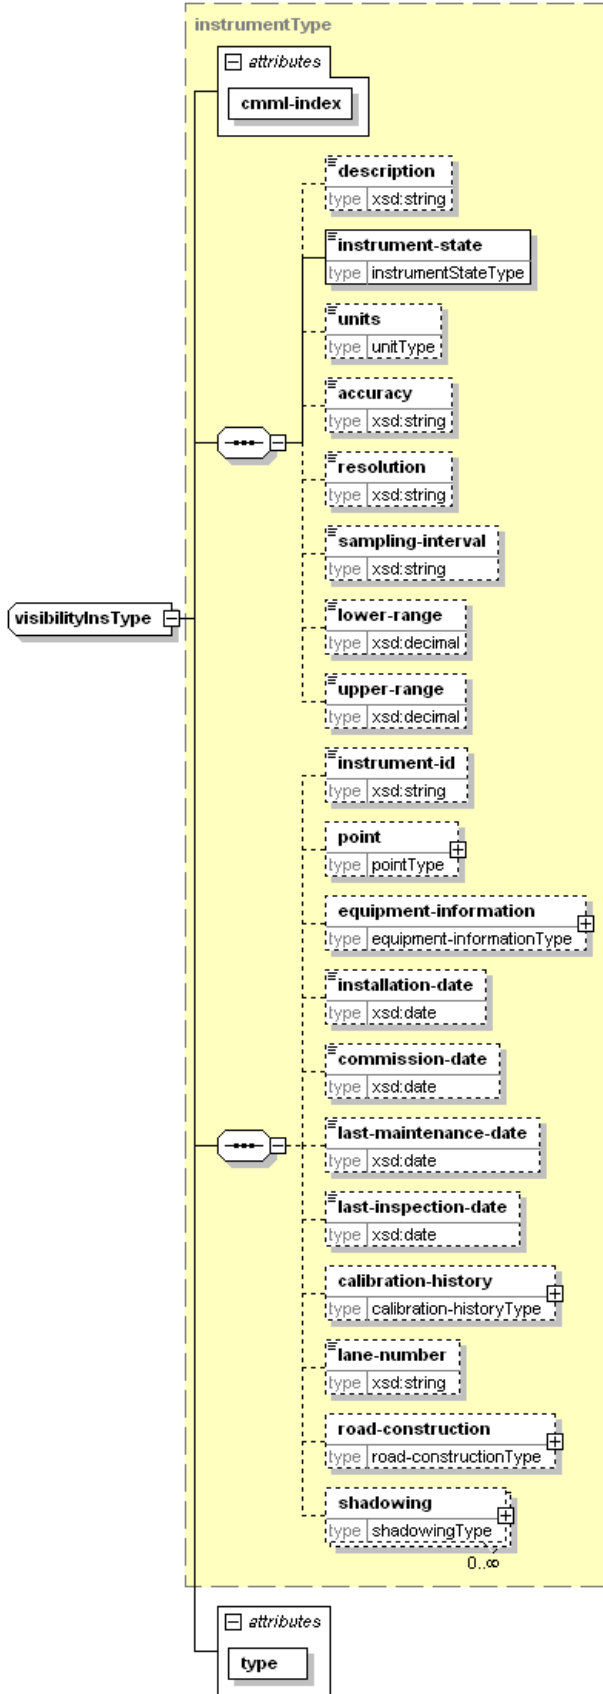 instrumentType
attributes
cmml-index
description
type xsd:string
instrument-state
type instrumentStateType
units
type unitType
accuracy
type xsd:string
resolution
type xsd:string
sampling-interval
type xsd:string
visibilityInsType
lower-range
type xsd:decimal
upper-range
type xsd:decimal
instrument-id
type xsd:string
point
type pointType
equipment-information
type equipment-informationType
installation-date
type xsd:date
commission-date
type xsd:date
last-maintenance-date
type xsd:date
last-inspection-date
type xsd:date
calibration-history
type calibration-historyType
lane-number
type xsd:string
road-construction
type road-constructionType
shadowing
type shadowingType
0..∞
attributes
type